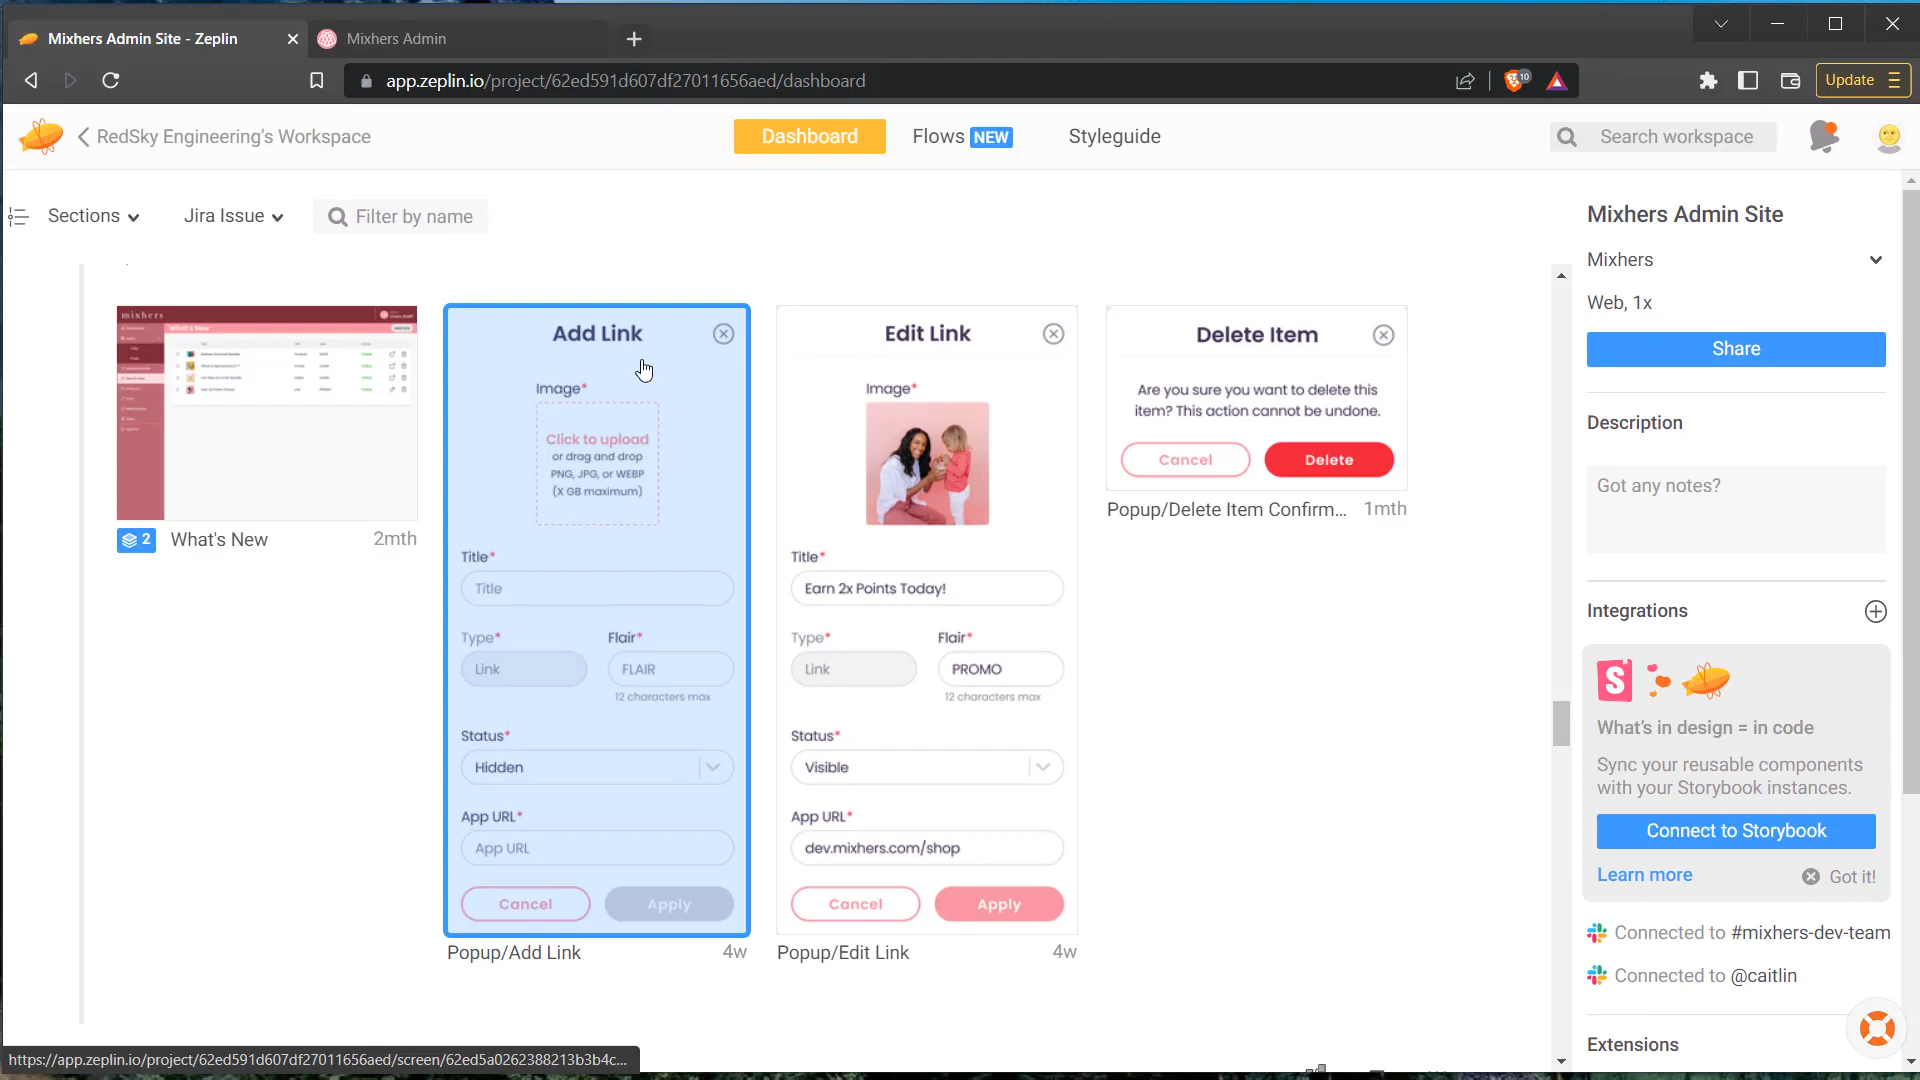 Mixhers Admin Site - Zeplin
Mixhers Admin
app.zeplin.io/project/62ed591d607df27011656aed/dashboard
10
Update
RedSky Engineering's Workspace
Dashboard
Flows NEW
Styleguide
Search workspace
Sections
Jira Issue
Filter by name
mixhers
What's New
2 What's New 2mth
Add Link
Image*
Click to upload
or drag and drop
PNG, JPG, or WEBP
(X GB maximum)
Title*
Title
Type* Flair*
Link FLAIR
12 characters max
Status*
Hidden
App URL*
App URL
Cancel Apply
Popup/Add Link 4w
Edit Link
Image*
Title*
Earn 2x Points Today!
Type* Flair*
Link PROMO
12 characters max
Status*
Visible
App URL*
dev.mixhers.com/shop
Cancel Apply
Popup/Edit Link 4w
Delete Item
Are you sure you want to delete this
item? This action cannot be undone.
Cancel Delete
Popup/Delete Item Confirm... 1mth
Mixhers Admin Site
Mixhers
Web, 1x
Share
Description
Got any notes?
Integrations
S
What's in design = in code
Sync your reusable components
with your Storybook instances.
Connect to Storybook
Learn more
Got it!
Connected to #mixhers-dev-team
Connected to @caitlin
Extensions
https://app.zeplin.io/project/62ed591d607df27011656aed/screen/62ed5a0262388213b3b4c...